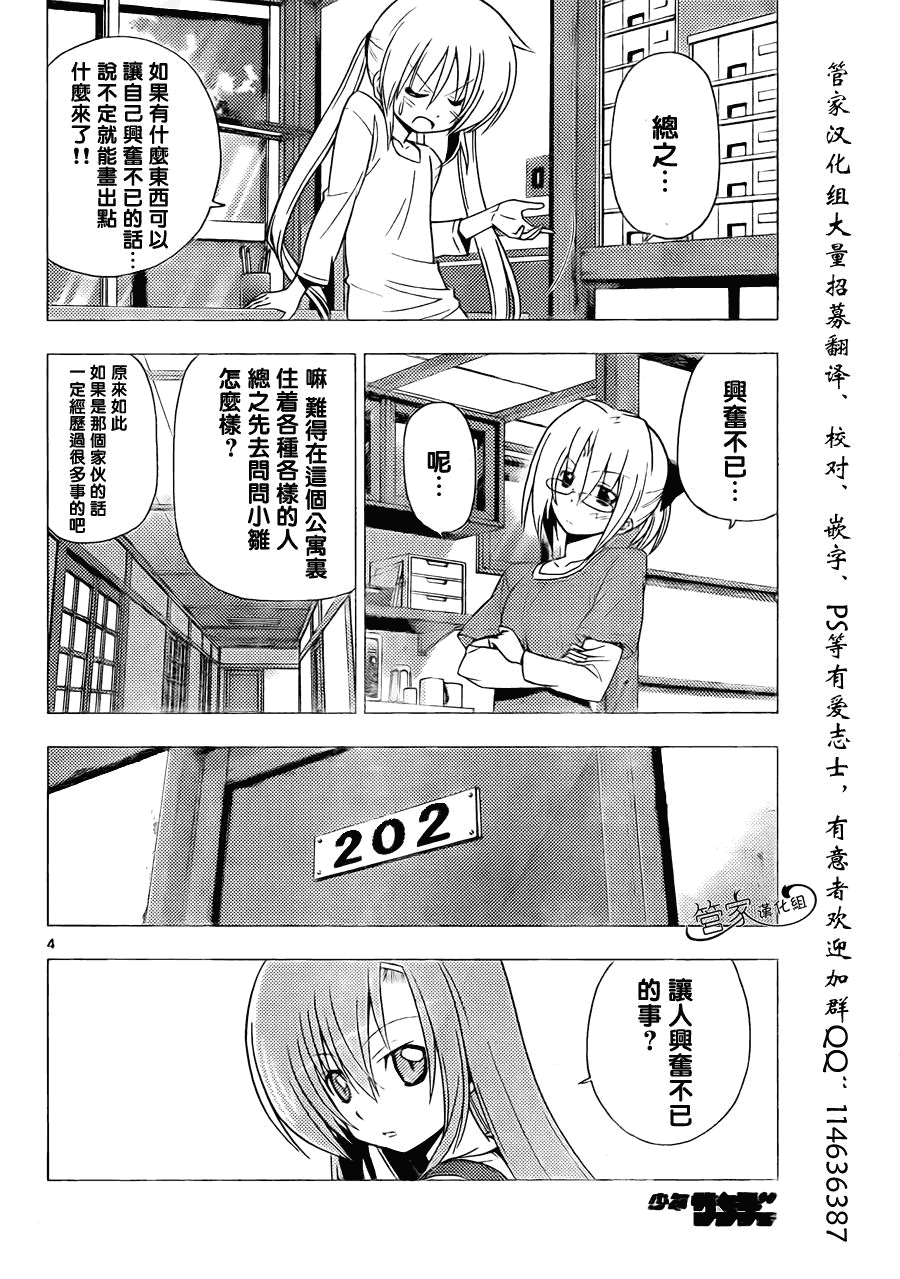 總之…
如果有什麼東西可以
讓自己興奮不已的話…
說不定就能畫出點
什麼來了!!
興奮不已…
呢…
嘛 難得在這個公寓裏
住着各種各樣的人
總之先去問問小雛
怎麼樣?
原來如此
如果是那個家伙的話
一定經歷過很多事的吧
202
管家漢化組
4
讓人興奮不已
的事?
少年
管家汉化组大量招募翻译、校对、嵌字、PS等有爱志士，有意者欢迎加群QQ：114636387